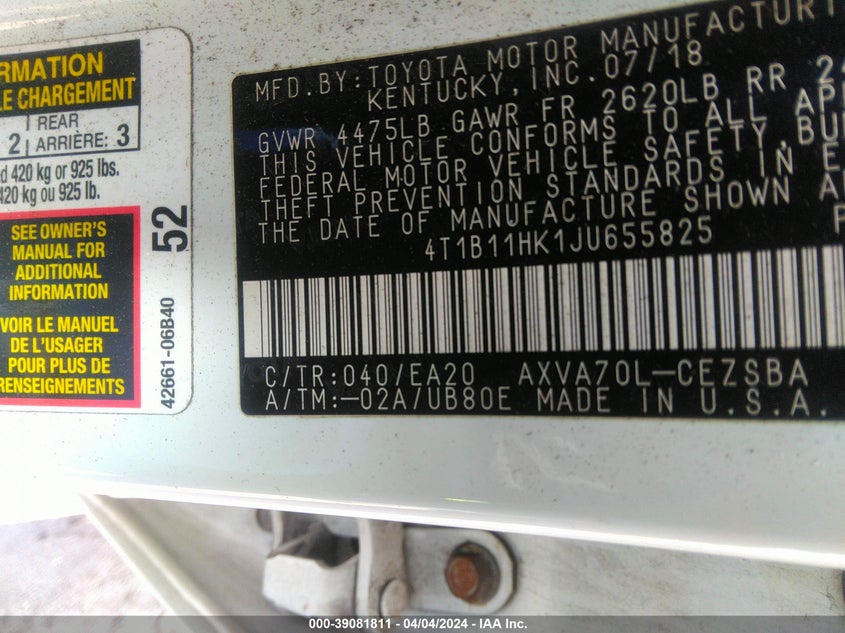 RMATION
LE CHARGEMENT
2 REAR
ARRIÈRE: 3
d 420 kg or 925 lbs.
420 kg ou 925 lb.
SEE OWNER'S
MANUAL FOR
ADDITIONAL
INFORMATION
VOIR LE MANUEL
DE L'USAGER
POUR PLUS DE
RENSEIGNEMENTS
52
42661-06B40
MFD. BY: TOYOTA MOTOR MANUFACTURI
KENTUCKY, INC. 07/18
GVWR 4475LB GAWR FR 2620LB RR
THIS VEHICLE CONFORMS TO ALL APP
FEDERAL MOTOR VEHICLE SAFETY, BU
THEFT PREVENTION STANDARDS IN E
THE DATE OF MANUFACTURE SHOWN A
4T1B11HK1JU655825
C/TR:040/EA20 AXVA70L-CEZSBA
A/TM:-02A/UB80E MADE IN U.S.A.
000-39081811 - 04/04/2024 - IAA Inc.